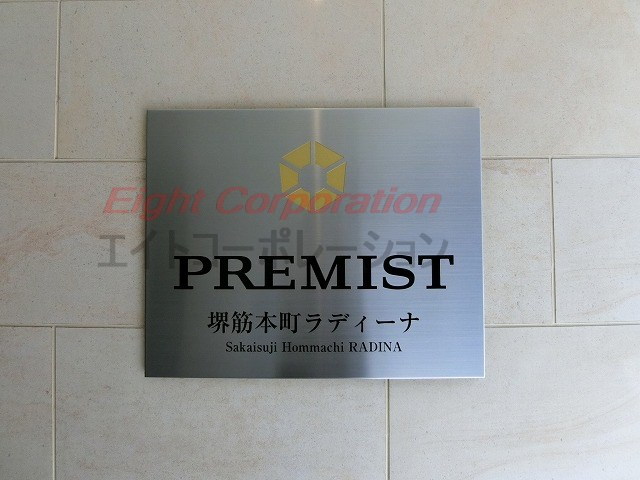 Eight Corporation
エイトコーポレーション
PREMIST
堺筋本町ラディーナ
Sakaisuji Hommachi RADINA